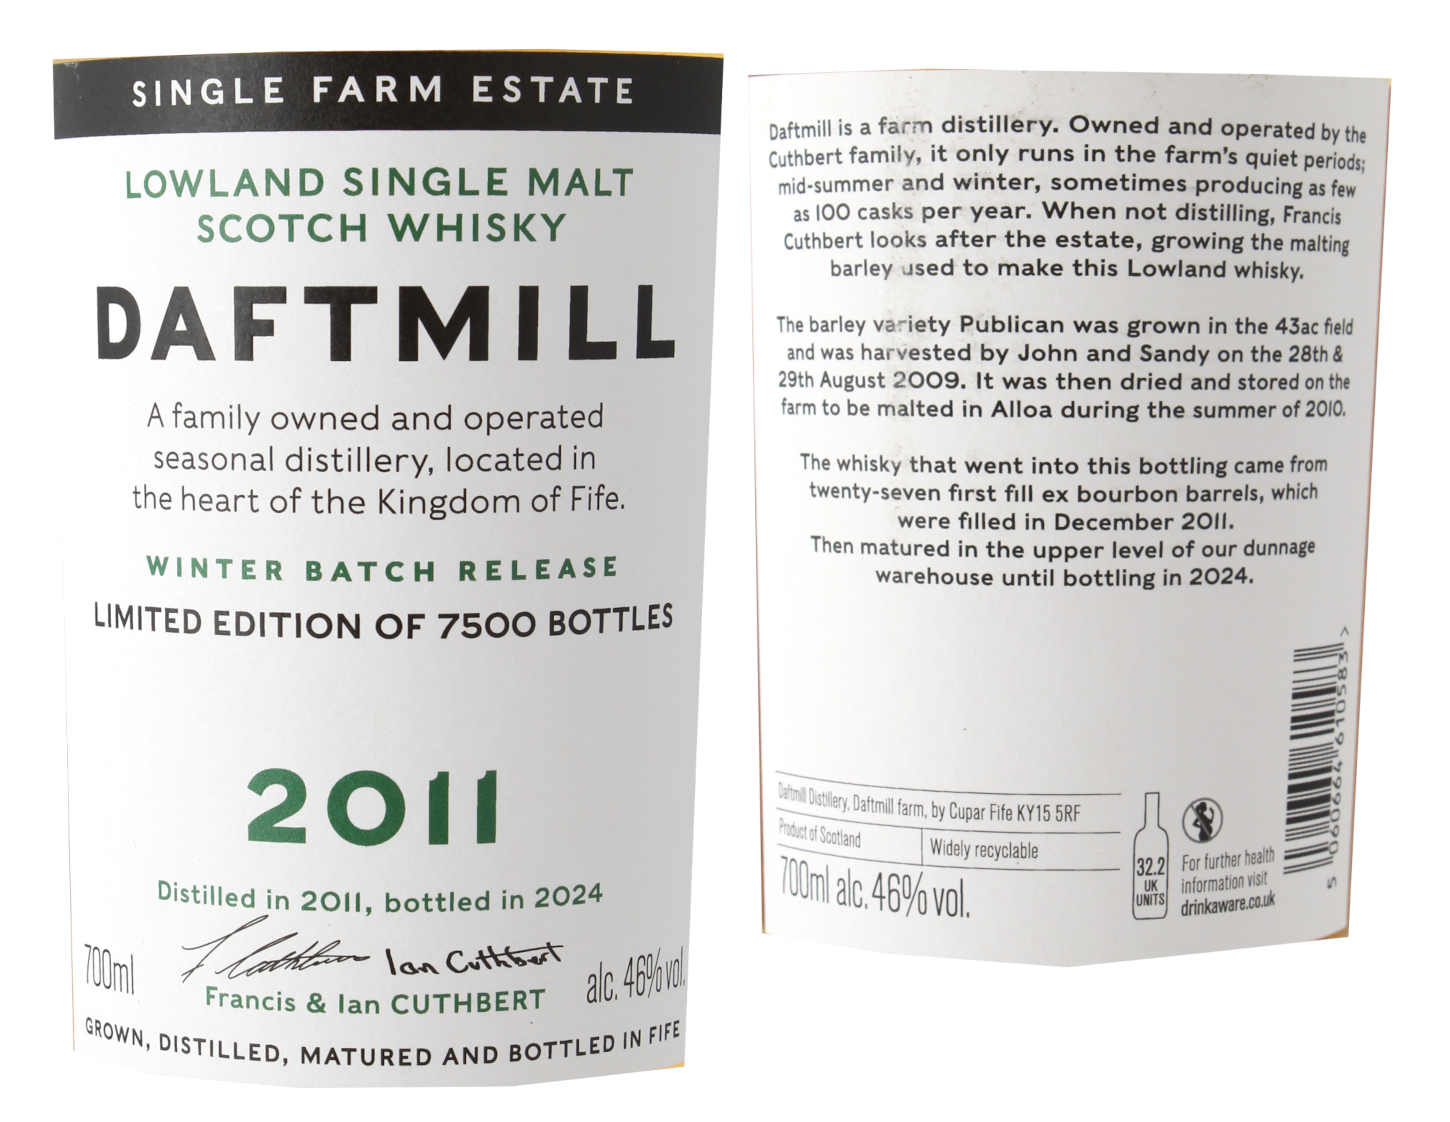 SINGLE FARM ESTATE
LOWLAND SINGLE MALT
SCOTCH WHISKY
DAFTMILL
A family owned and operated
seasonal distillery, located in
the heart of the Kingdom of Fife.
WINTER BATCH RELEASE
LIMITED EDITION OF 7500 BOTTLES
2011
Distilled in 2011, bottled in 2024
F Cuthbert Ian Cuthbert
700ml
Francis & Ian CUTHBERT
alc. 46% vol.
GROWN, DISTILLED, MATURED AND BOTTLED IN FIFE
Daftmill is a farm distillery. Owned and operated by the
Cuthbert family, it only runs in the farm's quiet periods;
mid-summer and winter, sometimes producing as few
as 100 casks per year. When not distilling, Francis
Cuthbert looks after the estate, growing the malting
barley used to make this Lowland whisky.
The barley variety Publican was grown in the 43ac field
and was harvested by John and Sandy on the 28th &
29th August 2009. It was then dried and stored on the
farm to be malted in Alloa during the summer of 2010.
The whisky that went into this bottling came from
twenty-seven first fill ex bourbon barrels, which
were filled in December 2011.
Then matured in the upper level of our dunnage
warehouse until bottling in 2024.
Daftmill Distillery, Daftmill farm, by Cupar Fife KY15 5RF
Product of Scotland
Widely recyclable
700ml alc. 46% vol.
32.2
UK
UNITS
For further health
information visit
drinkaware.co.uk
5 060664 610583 >